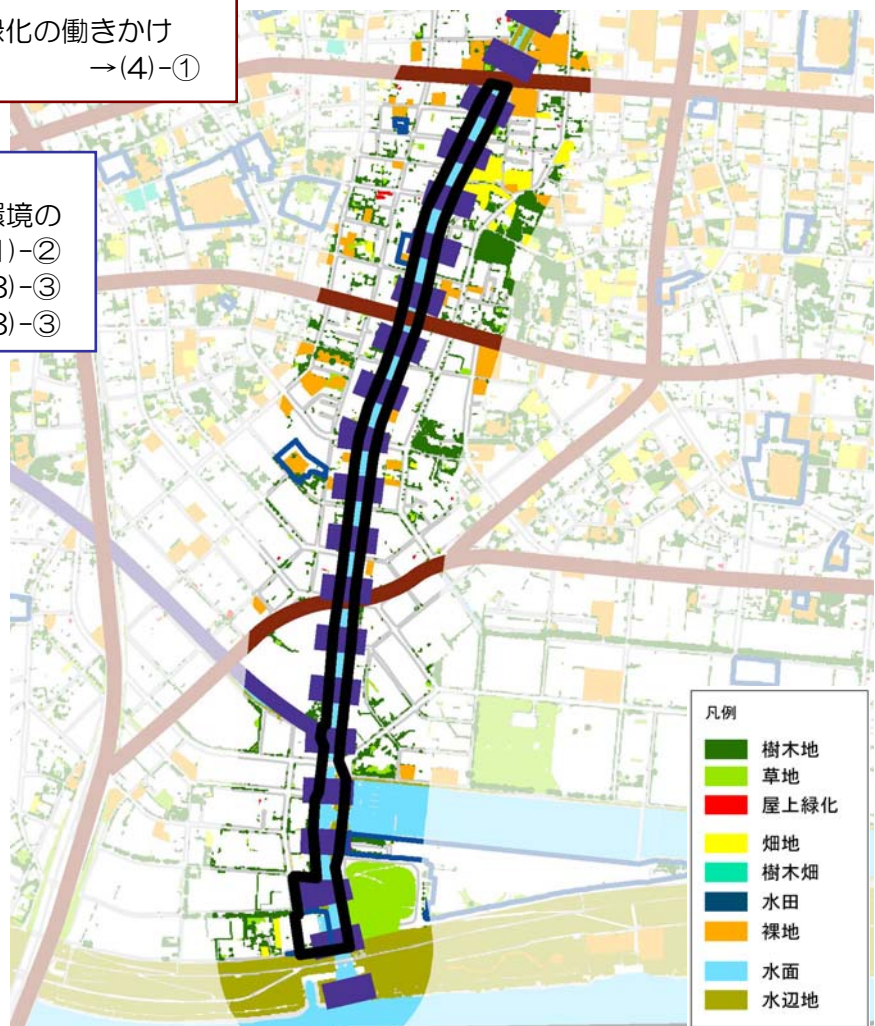 緑化の働きかけ
→(4)-①
環境の
)-②
)-③
)-③
凡例
樹木地
草地
屋上緑化
畑地
樹木畑
水田
裸地
水面
水辺地